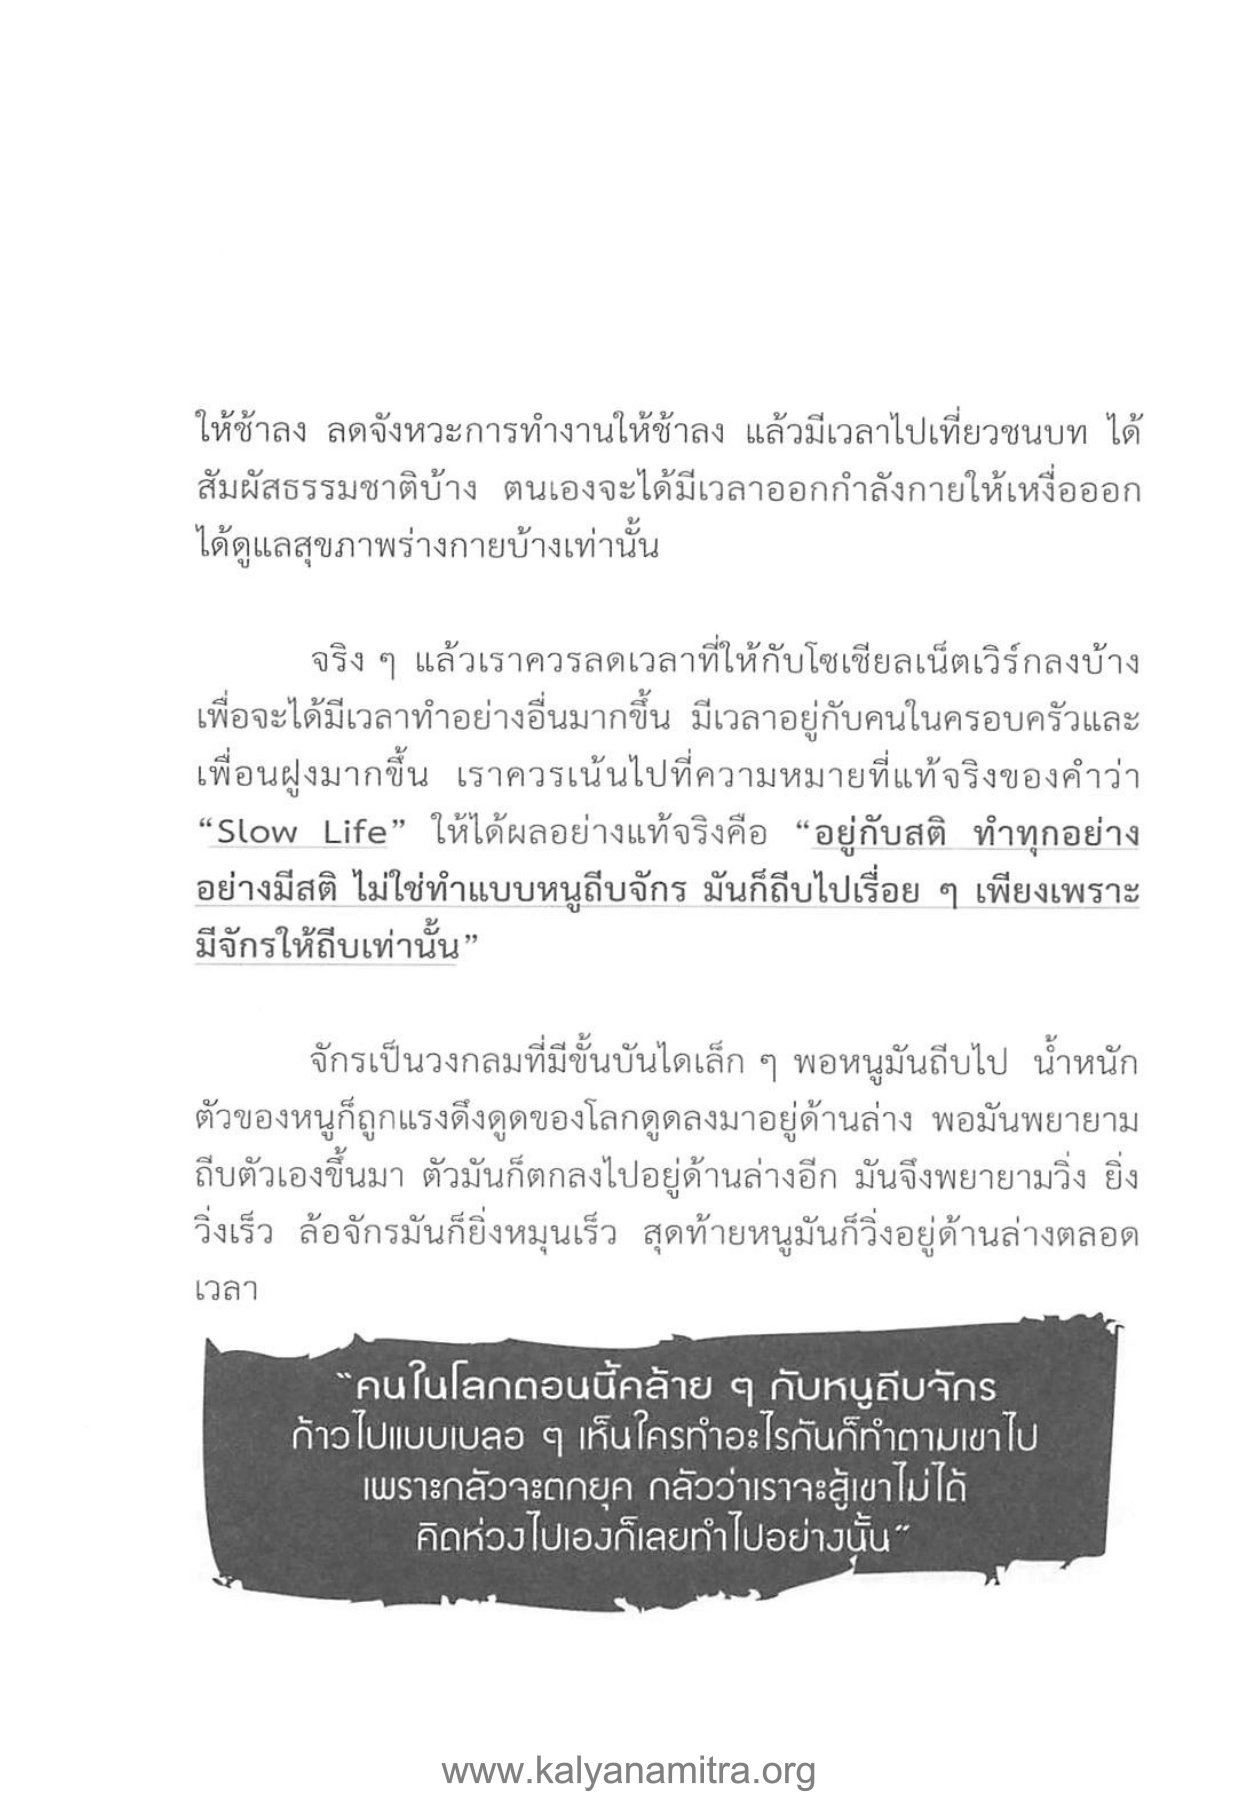 ให้ช้าลง ลดจังหวะการทำงานให้ช้าลง แล้วมีเวลาไปเที่ยวชนบท ได้
สัมผัสธรรมชาติบ้าง ตนเองจะได้มีเวลาออกกำลังกายให้เหงื่อออก
ได้ดูแลสุขภาพร่างกายบ้างเท่านั้น
จริง ๆ แล้วเราควรลดเวลาที่ให้กับโซเชียลเน็ตเวิร์กลงบ้าง
เพื่อจะได้มีเวลาทำอย่างอื่นมากขึ้น มีเวลาอยู่กับคนในครอบครัวและ
เพื่อนฝูงมากขึ้น เราควรเน้นไปที่ความหมายที่แท้จริงของคำว่า
“Slow Life” ให้ได้ผลอย่างแท้จริงคือ “อยู่กับสติ ทำทุกอย่าง
อย่างมีสติ ไม่ใช่ทำแบบหนูถีบจักร มันก็ถีบไปเรื่อย ๆ เพียงเพราะ
มีจักรให้ถีบเท่านั้น”
จักรเป็นวงกลมที่มีขั้นบันไดเล็ก ๆ พอหนูมันถีบไป น้ำหนัก
ตัวของหนูก็ถูกแรงดึงดูดของโลกดูดลงมาอยู่ด้านล่าง พอมันพยายาม
ถีบตัวเองขึ้นมา ตัวมันก็ตกลงไปอยู่ด้านล่างอีก มันจึงพยายามวิ่ง ยิ่ง
วิ่งเร็ว ล้อจักรมันก็ยิ่งหมุนเร็ว สุดท้ายหนูมันก็วิ่งอยู่ด้านล่างตลอด
เวลา
“คนในโลกตอนนี้คล้าย ๆ กับหนูถีบจักร
ก้าวไปแบบเบลอ ๆ เห็นใครทำอะไรกันก็ทำตามเขาไป
เพราะกลัวจะตกยุค กลัวว่าเราจะสู้เขาไม่ได้
คิดห่วงไปเองก็เลยทำไปอย่างนั้น”
www.kalyanamitra.org